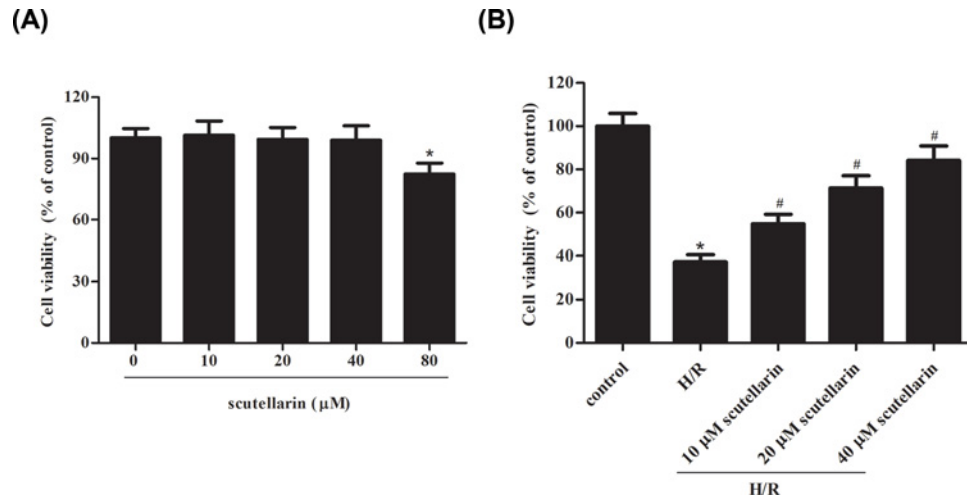 (A)
Cell viability (% of control)
120
90
60
30
0
*
0 10 20 40 80
scutellarin (μM)
(B)
Cell viability (% of control)
120
100
80
60
40
20
0
* # # #
control
H/R
10 μM scutellarin
20 μM scutellarin
40 μM scutellarin
H/R